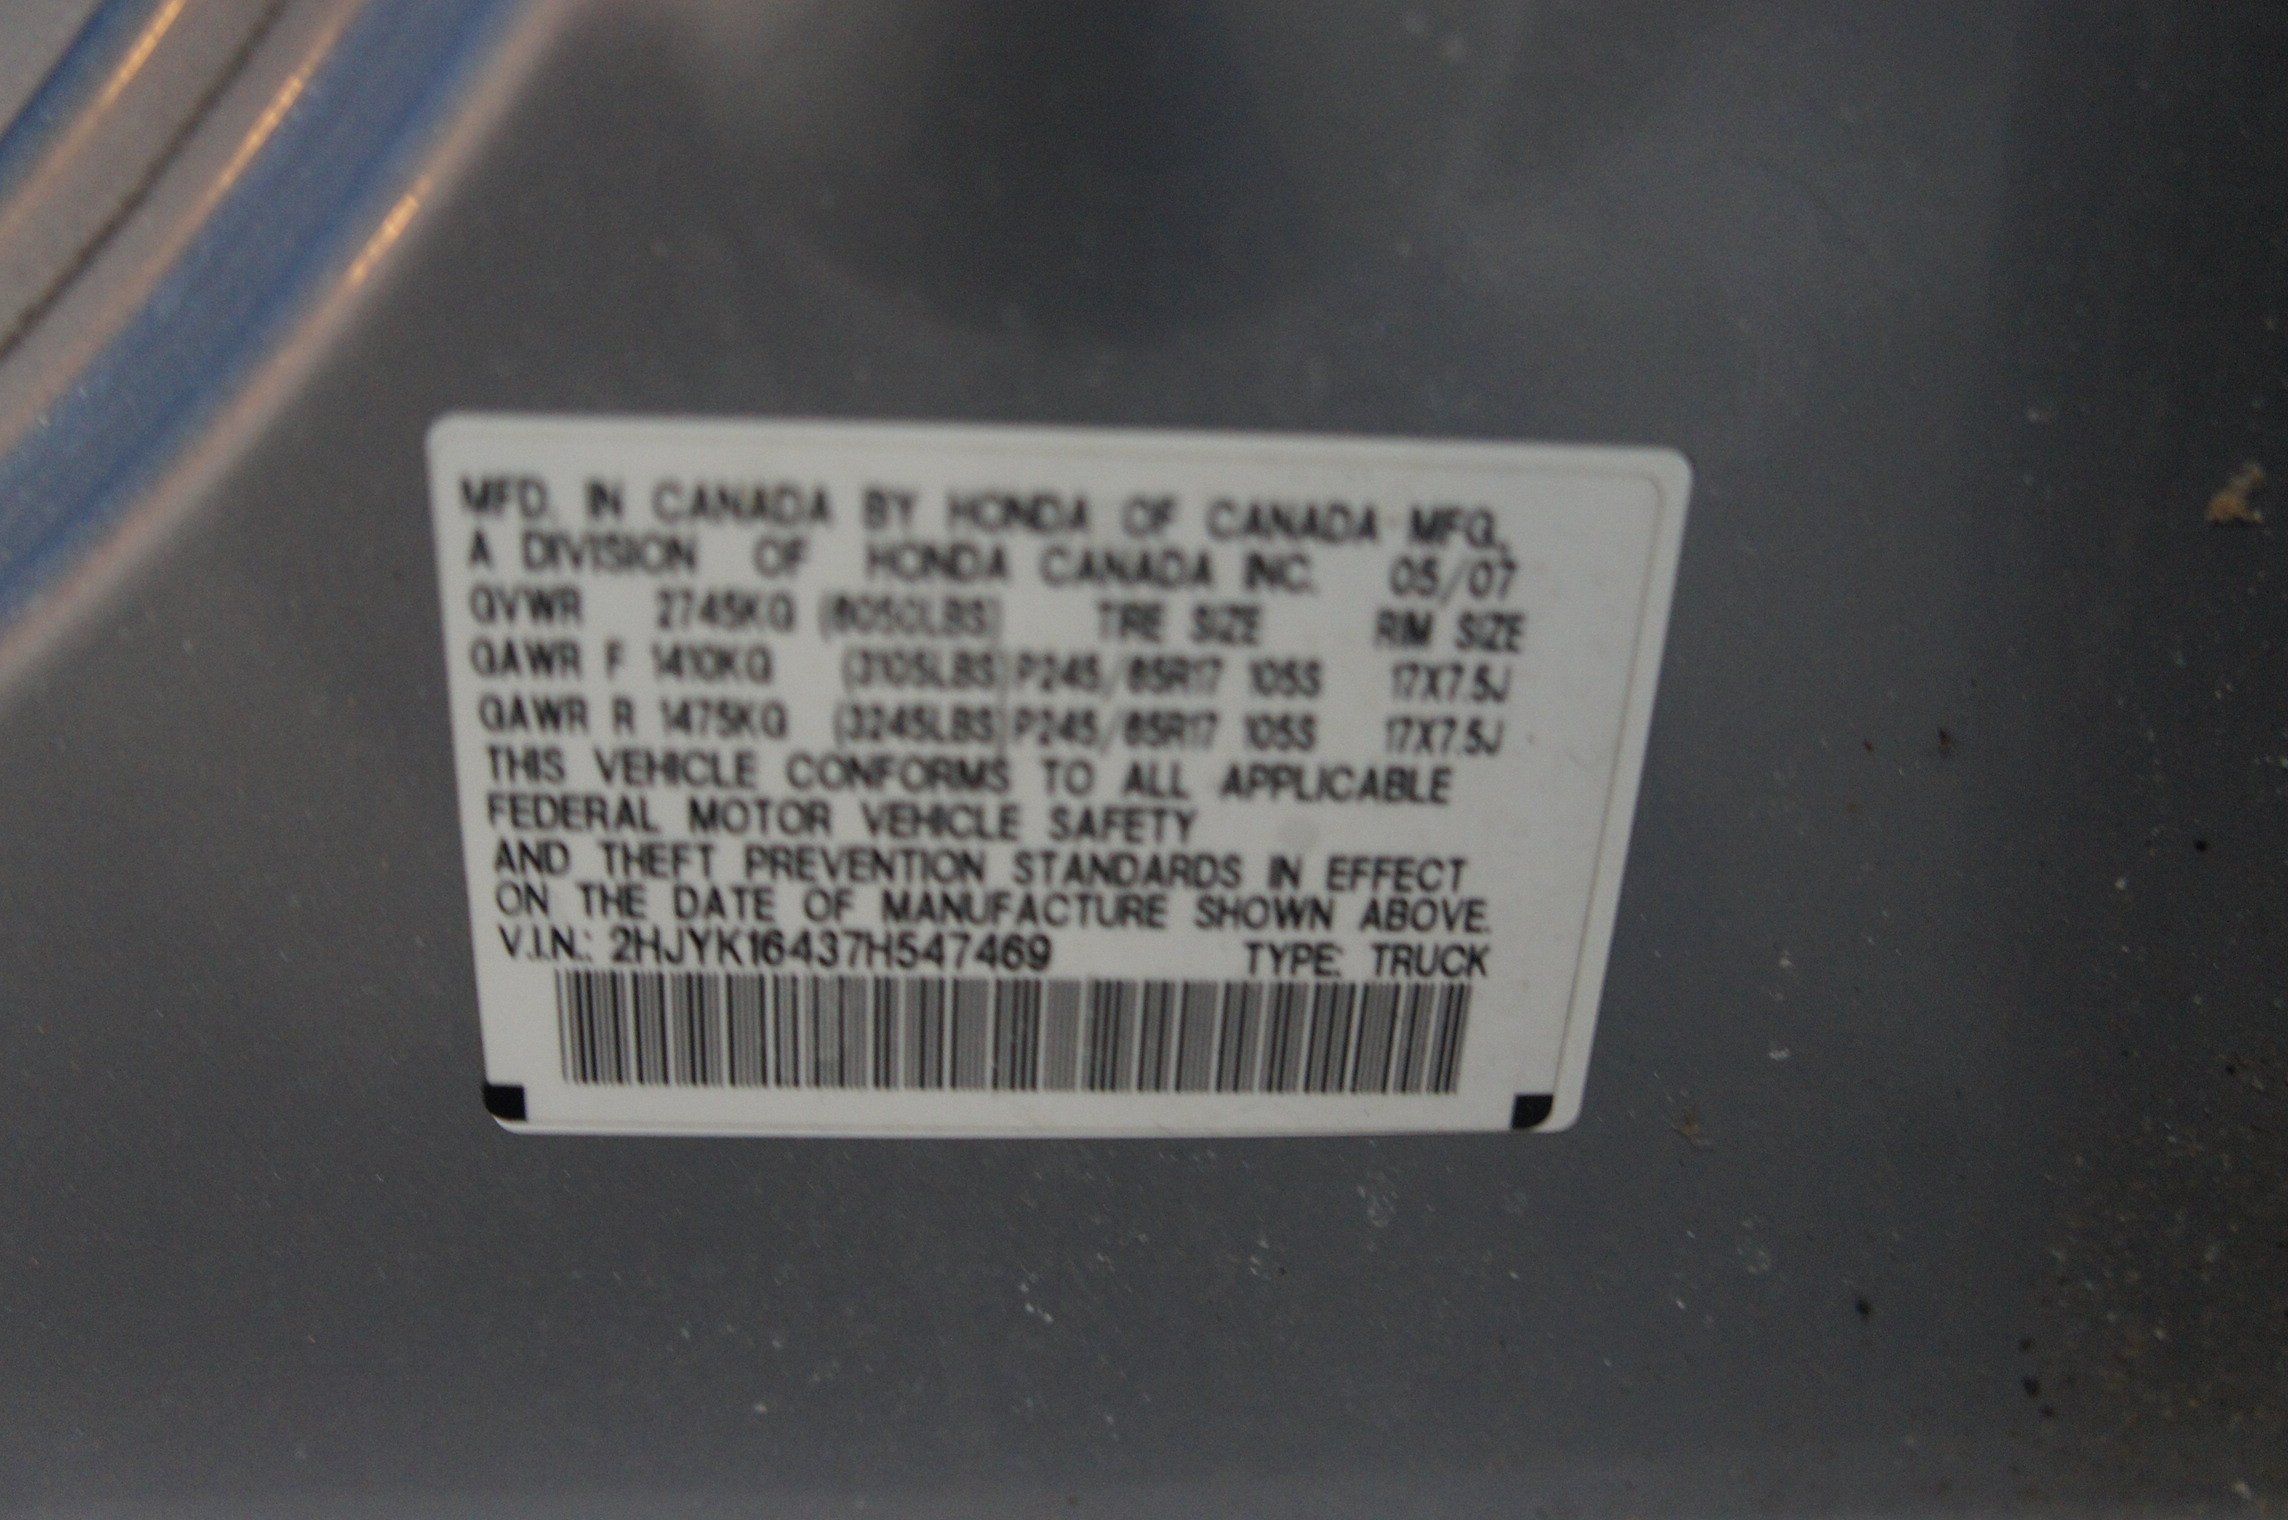 MFD. IN CANADA BY HONDA OF CANADA MFG.,
A DIVISION OF HONDA CANADA INC. 05/07
GVWR 2745KG (6050LBS) TIRE SIZE RIM SIZE
GAWR F 1410KG (3105LBS) P245/65R17 105S 17X7.5J
GAWR R 1475KG (3245LBS) P245/65R17 105S 17X7.5J
THIS VEHICLE CONFORMS TO ALL APPLICABLE
FEDERAL MOTOR VEHICLE SAFETY
AND THEFT PREVENTION STANDARDS IN EFFECT
ON THE DATE OF MANUFACTURE SHOWN ABOVE.
V.I.N.: 2HJYK16437H547469 TYPE: TRUCK